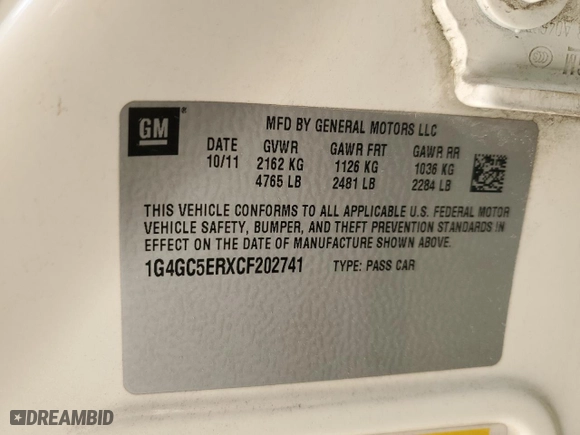 GM
MFD BY GENERAL MOTORS LLC
DATE GVWR GAWR FRT GAWR RR
10/11 2162 KG 1126 KG 1036 KG
4765 LB 2481 LB 2284 LB
THIS VEHICLE CONFORMS TO ALL APPLICABLE U.S. FEDERAL MOTOR
VEHICLE SAFETY, BUMPER, AND THEFT PREVENTION STANDARDS IN
EFFECT ON THE DATE OF MANUFACTURE SHOWN ABOVE.
1G4GC5ERXCF202741 TYPE: PASS CAR
DREAMBID